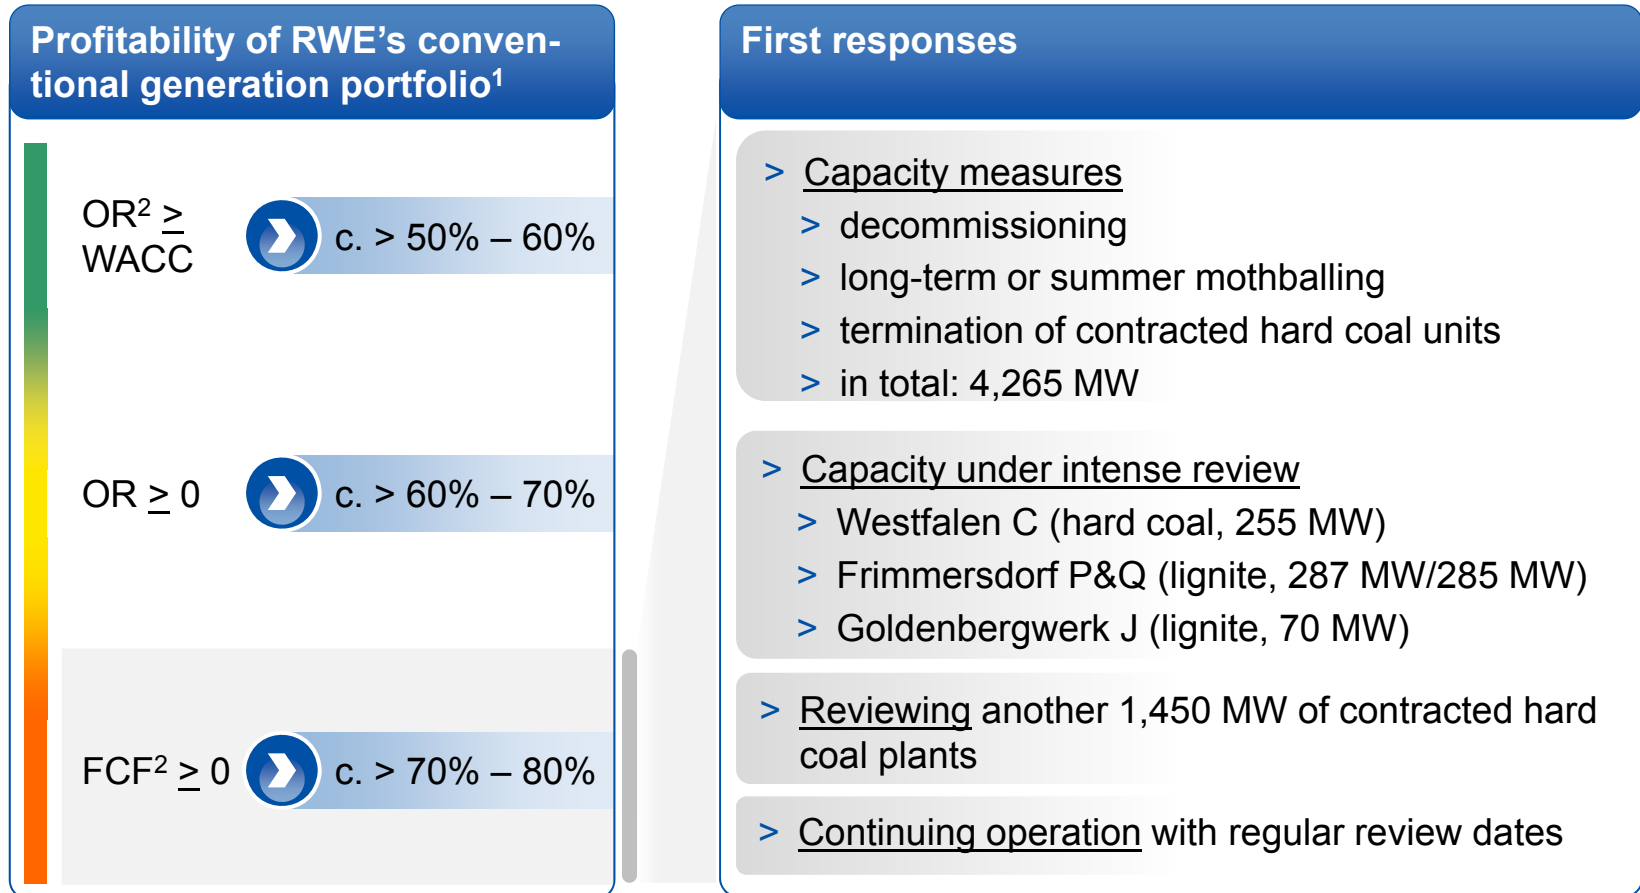 Profitability of RWE’s conven-
tional generation portfolio¹
OR² ≥
WACC
c. > 50% – 60%
OR ≥ 0
c. > 60% – 70%
FCF² ≥ 0
c. > 70% – 80%
First responses
> Capacity measures
> decommissioning
> long-term or summer mothballing
> termination of contracted hard coal units
> in total: 4,265 MW
> Capacity under intense review
> Westfalen C (hard coal, 255 MW)
> Frimmersdorf P&Q (lignite, 287 MW/285 MW)
> Goldenbergwerk J (lignite, 70 MW)
> Reviewing another 1,450 MW of contracted hard
coal plants
> Continuing operation with regular review dates